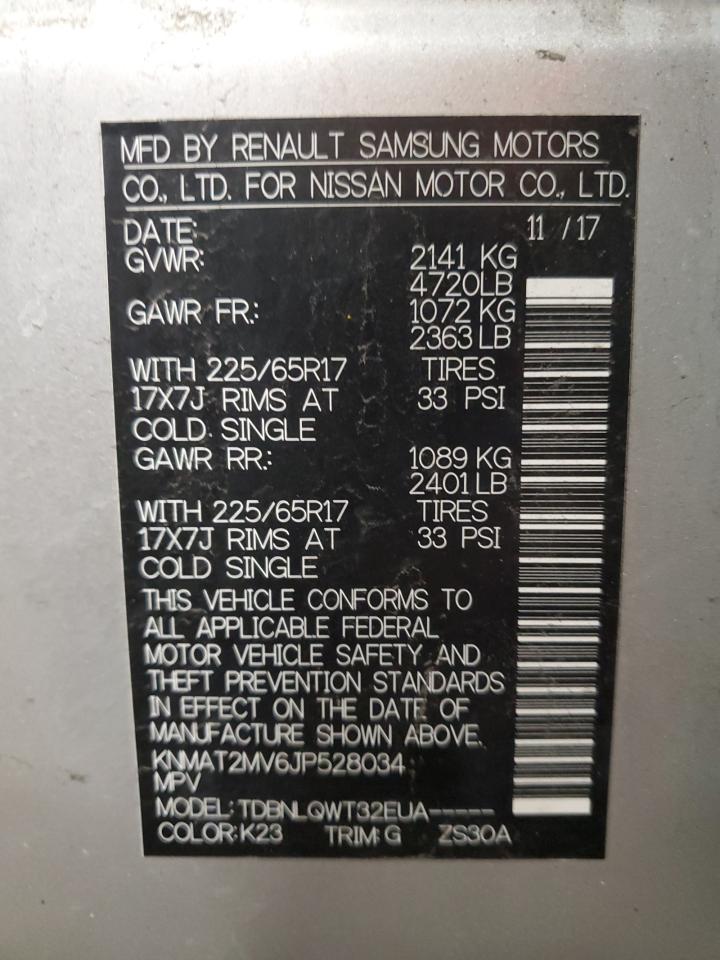 MFD BY RENAULT SAMSUNG MOTORS
CO., LTD. FOR NISSAN MOTOR CO., LTD.
DATE: 11 /17
GVWR: 2141 KG
4720LB
GAWR FR.: 1072 KG
2363LB
WITH 225/65R17 TIRES
17X7J RIMS AT 33 PSI
COLD SINGLE
GAWR RR.: 1089 KG
2401LB
WITH 225/65R17 TIRES
17X7J RIMS AT 33 PSI
COLD SINGLE
THIS VEHICLE CONFORMS TO
ALL APPLICABLE FEDERAL
MOTOR VEHICLE SAFETY AND
THEFT PREVENTION STANDARDS
IN EFFECT ON THE DATE OF
MANUFACTURE SHOWN ABOVE.
KNMAT2MV6JP528034
MPV
MODEL: TDBNLQWT32EUA-----
COLOR: K23 TRIM: G ZS30A